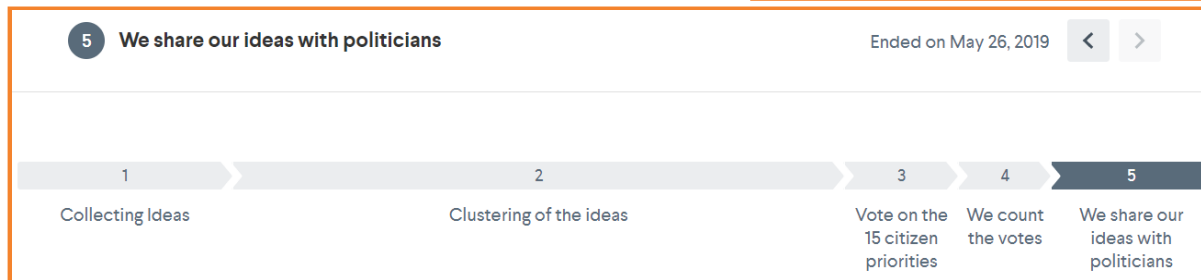 5 We share our ideas with politicians
Ended on May 26, 2019
1
2
3
4
5
Collecting Ideas
Clustering of the ideas
Vote on the
15 citizen
priorities
We count
the votes
We share our
ideas with
politicians